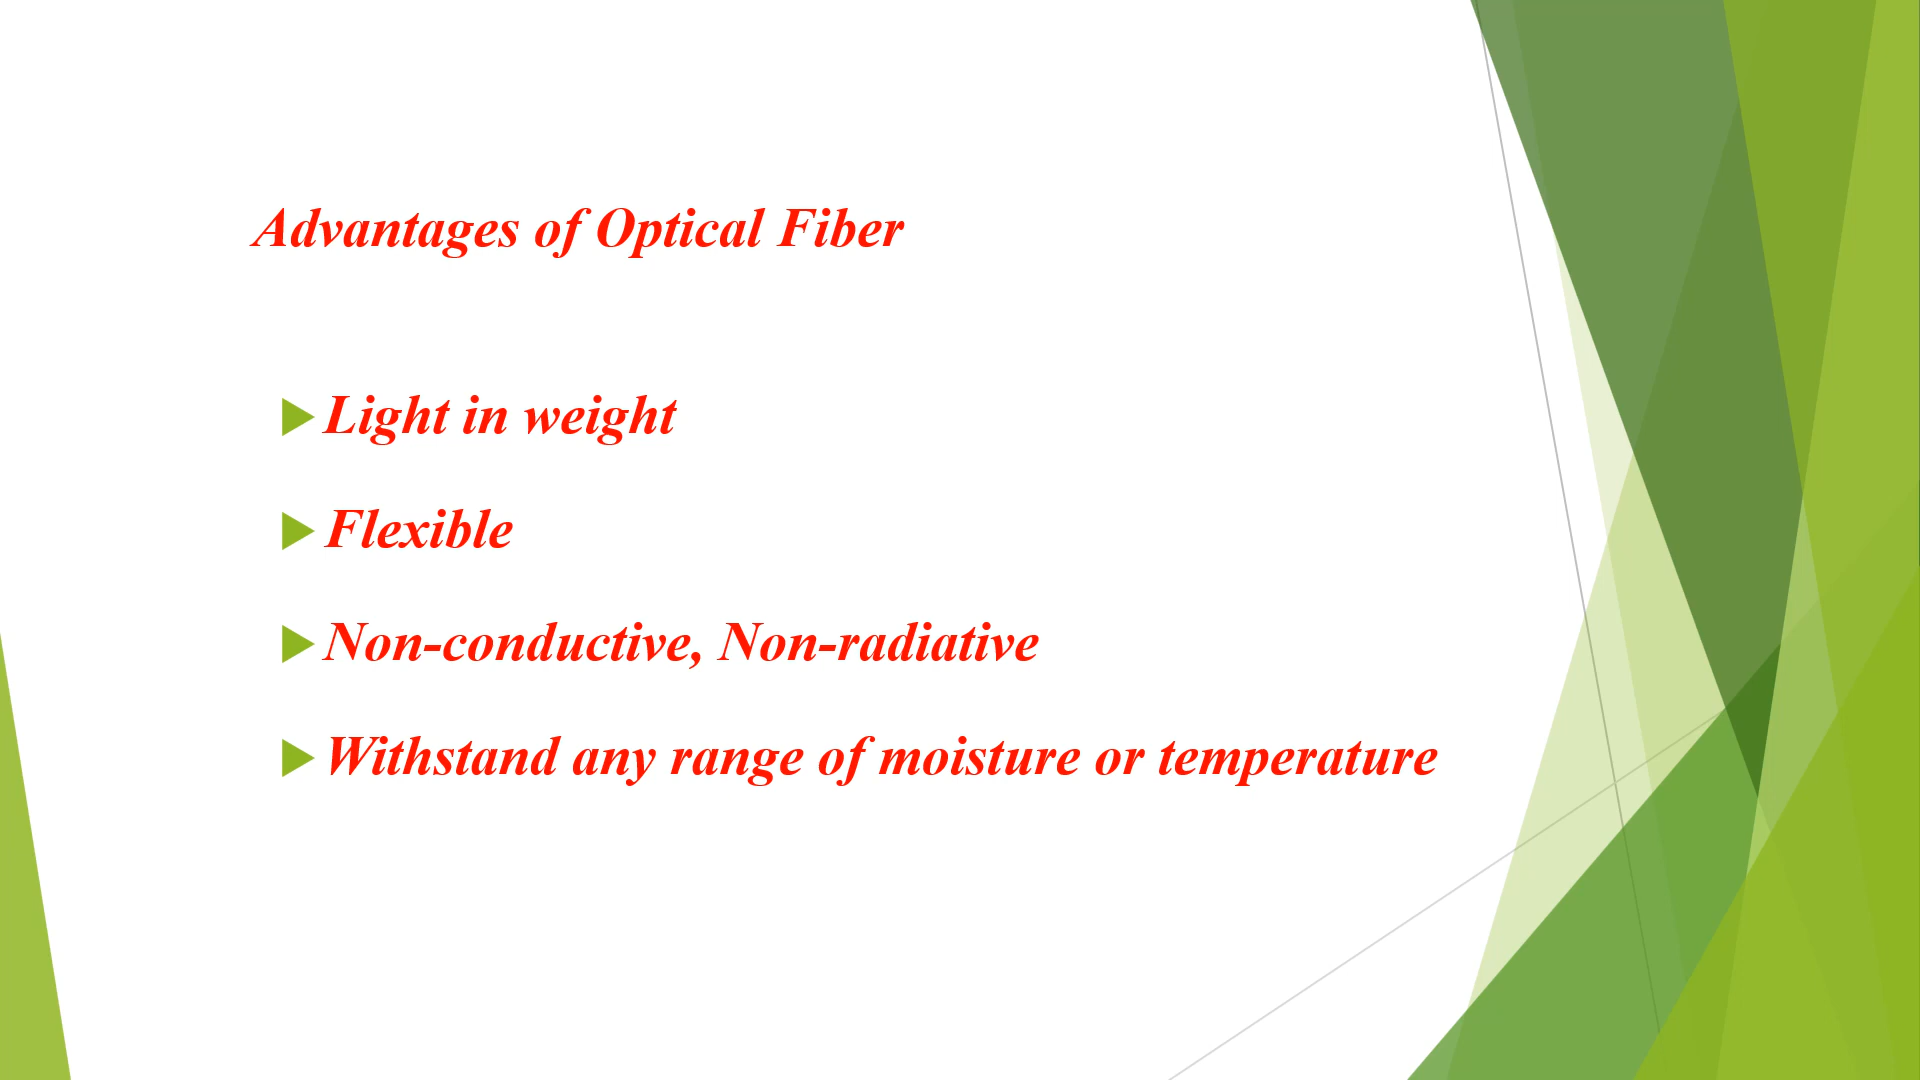 Advantages of Optical Fiber
Light in weight
Flexible
Non-conductive, Non-radiative
Withstand any range of moisture or temperature